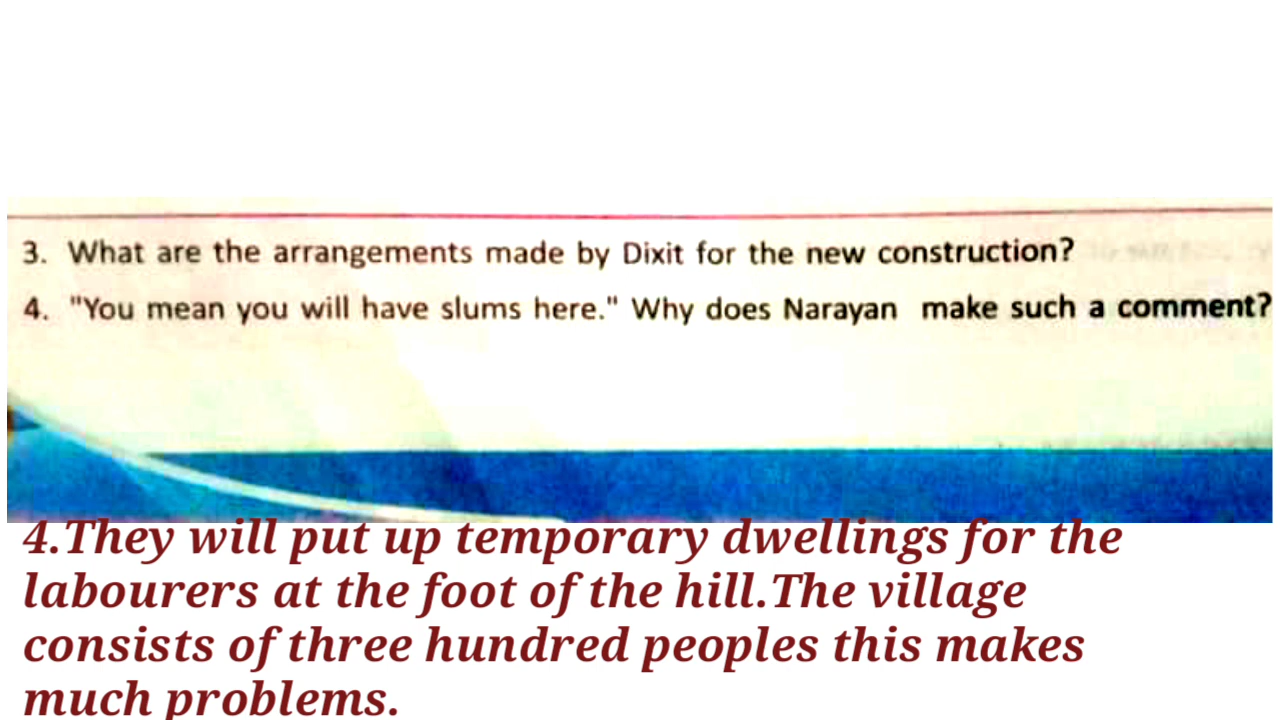 3. What are the arrangements made by Dixit for the new construction?
4. "You mean you will have slums here." Why does Narayan make such a comment?
4.They will put up temporary dwellings for the
labourers at the foot of the hill.The village
consists of three hundred peoples this makes
much problems.